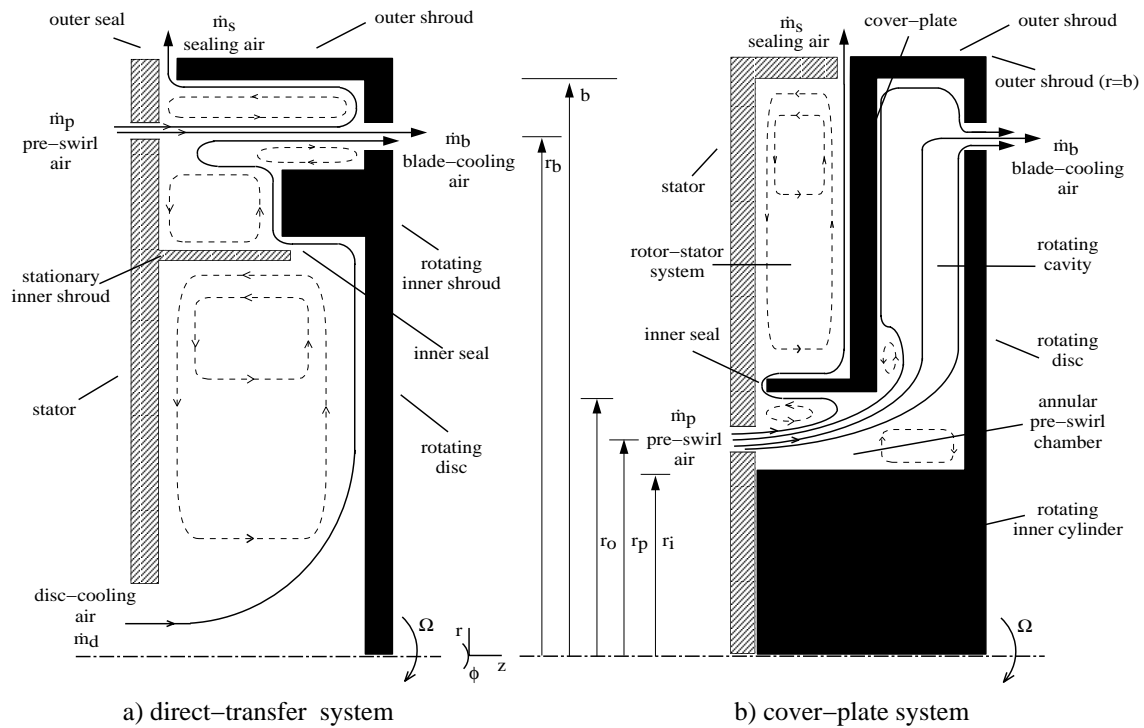 outer seal
ṁs
sealing air
outer shroud
ṁp
pre−swirl
air
ṁb
blade−cooling
air
stationary
inner shroud
rotating
inner shroud
inner seal
stator
rotating
disc
disc−cooling
air
ṁd
Ω
r
z
ϕ
a) direct−transfer system
b
rb
ro
rp
ri
ṁs
sealing air
cover−plate
outer shroud
outer shroud (r=b)
stator
ṁb
blade−cooling
air
rotor−stator
system
rotating
cavity
inner seal
rotating
disc
ṁp
pre−swirl
air
annular
pre−swirl
chamber
rotating
inner cylinder
Ω
b) cover−plate system